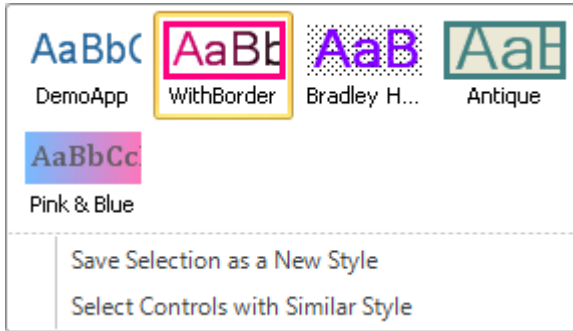 AaBbC AaBb AaB AaE
DemoApp WithBorder Bradley H... Antique
AaBbCc
Pink & Blue
Save Selection as a New Style
Select Controls with Similar Style